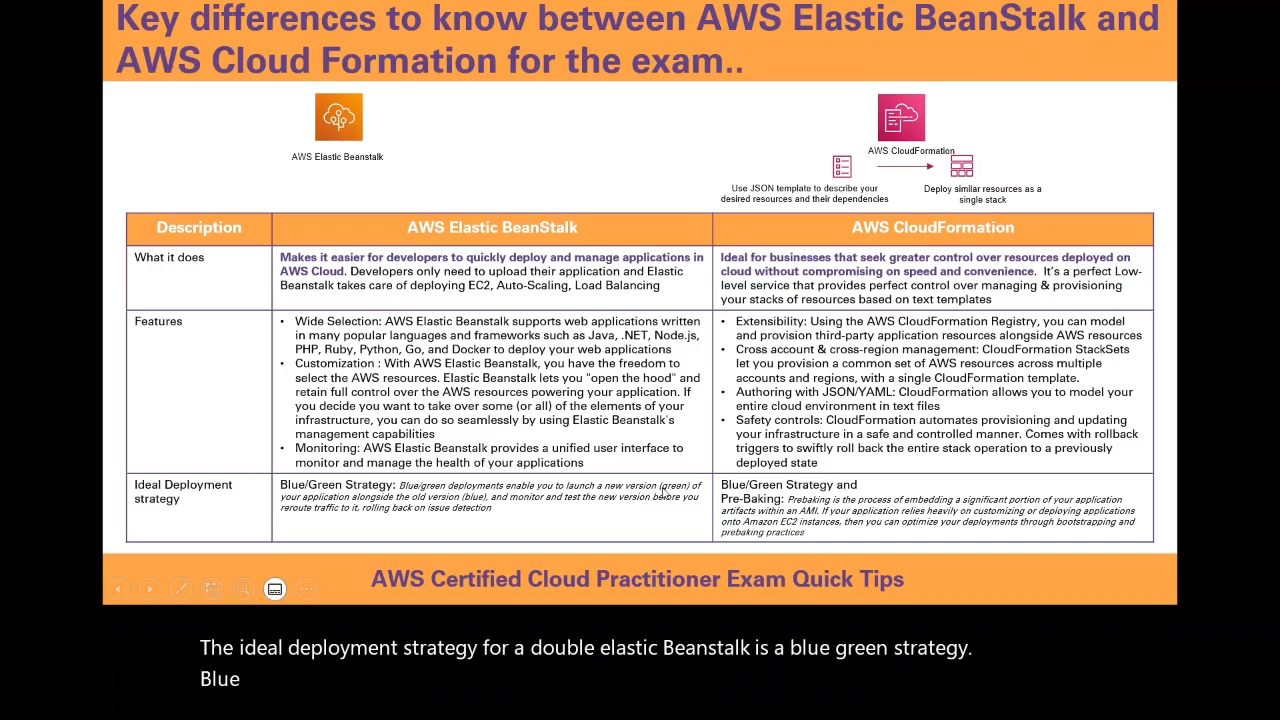 Key differences to know between AWS Elastic BeanStalk and
AWS Cloud Formation for the exam..
AWS Elastic Beanstalk
AWS CloudFormation
Use JSON template to describe your
desired resources and their dependencies
Deploy similar resources as a
single stack
Description
AWS Elastic BeanStalk
AWS CloudFormation
What it does
Makes it easier for developers to quickly deploy and manage applications in
AWS Cloud. Developers only need to upload their application and Elastic
Beanstalk takes care of deploying EC2, Auto-Scaling, Load Balancing
Ideal for businesses that seek greater control over resources deployed on
cloud without compromising on speed and convenience. It's a perfect Low-
level service that provides perfect control over managing & provisioning
your stacks of resources based on text templates
Features
• Wide Selection: AWS Elastic Beanstalk supports web applications written
in many popular languages and frameworks such as Java, .NET, Node.js,
PHP, Ruby, Python, Go, and Docker to deploy your web applications
• Customization : With AWS Elastic Beanstalk, you have the freedom to
select the AWS resources. Elastic Beanstalk lets you "open the hood" and
retain full control over the AWS resources powering your application. If
you decide you want to take over some (or all) of the elements of your
infrastructure, you can do so seamlessly by using Elastic Beanstalk's
management capabilities
• Monitoring: AWS Elastic Beanstalk provides a unified user interface to
monitor and manage the health of your applications
• Extensibility: Using the AWS CloudFormation Registry, you can model
and provision third-party application resources alongside AWS resources
• Cross account & cross-region management: CloudFormation StackSets
let you provision a common set of AWS resources across multiple
accounts and regions, with a single CloudFormation template.
• Authoring with JSON/YAML: CloudFormation allows you to model your
entire cloud environment in text files
• Safety controls: CloudFormation automates provisioning and updating
your infrastructure in a safe and controlled manner. Comes with rollback
triggers to swiftly roll back the entire stack operation to a previously
deployed state
Ideal Deployment
strategy
Blue/Green Strategy: Blue/green deployments enable you to launch a new version (green) of
your application alongside the old version (blue), and monitor and test the new version before you
reroute traffic to it, rolling back on issue detection
Blue/Green Strategy and
Pre-Baking: Prebaking is the process of embedding a significant portion of your application
artifacts within an AMI. If your application relies heavily on customizing or deploying applications
onto Amazon EC2 instances, then you can optimize your deployments through bootstrapping and
prebaking practices
AWS Certified Cloud Practitioner Exam Quick Tips
The ideal deployment strategy for a double elastic Beanstalk is a blue green strategy.
Blue